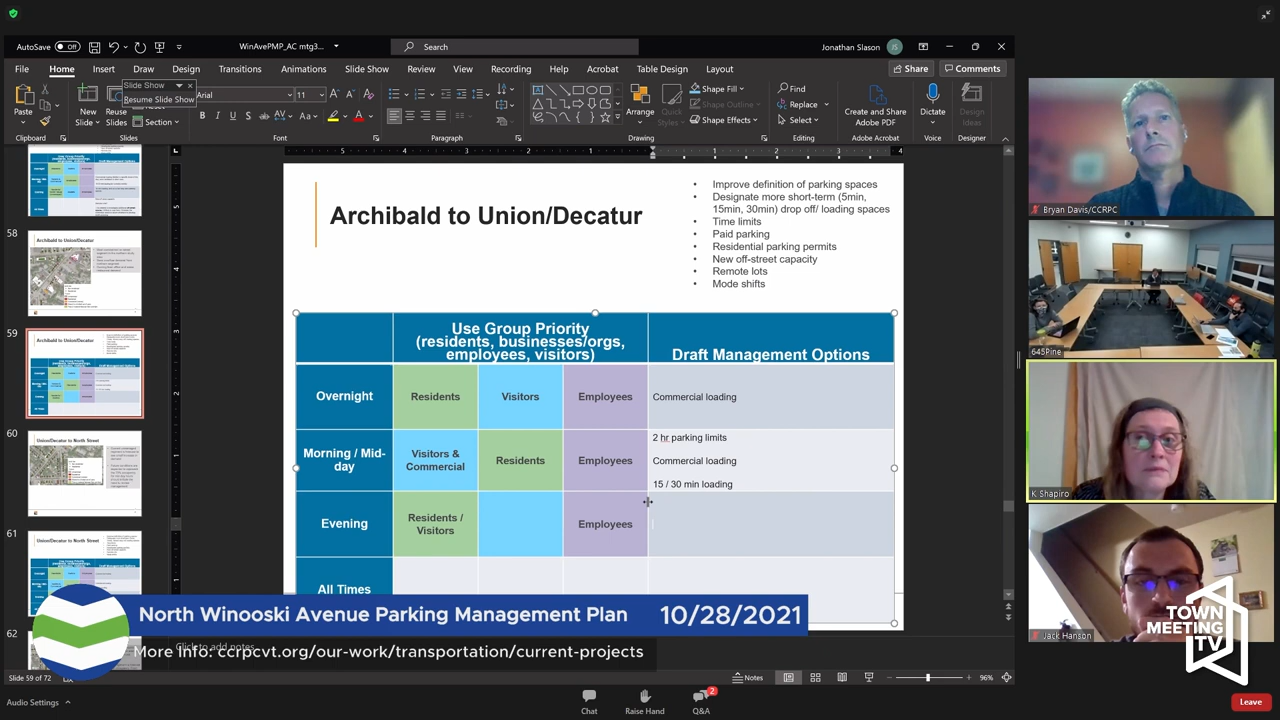 AutoSave Off
WinAvePMP_AC mtg3...
Search
Jonathan Slason
JS
File Home Insert Draw Design Transitions Animations Slide Show Review View Recording Help Acrobat Table Design Layout
Share
Comments
Slide Show
Resume Slide Show
Paste
New Slide
Section
Arial
11
Arrange
Quick Styles
Shape Fill
Shape Outline
Shape Effects
Find
Replace
Select
Create and Share Adobe PDF
Dictate
Design Ideas
Clipboard
Slides
Font
Paragraph
Drawing
Editing
Adobe Acrobat
Voice
Designer
58
Archibald to Union/Decatur
59
Archibald to Union/Decatur
60
Union/Decatur to North Street
61
Union/Decatur to North Street
62
Archibald to Union/Decatur
• Improve definition of parking spaces
• Designate more short-term (5min,
15min, 30min) drop off/ loading spaces
• Time limits
• Paid parking
• Residential parking permits
• New off-street capacity
• Remote lots
• Mode shifts
Use Group Priority
(residents, businesses/orgs,
employees, visitors)
Draft Management Options
Overnight
Residents
Visitors
Employees
Commercial loading
Morning / Mid-
day
Visitors &
Commercial
Residents
Employees
2 hr parking limits
Commercial loading
15 / 30 min loading
Evening
Residents /
Visitors
Employees
All Times
North Winooski Avenue Parking Management Plan 10/28/2021
More info: ccrpcvt.org/our-work/transportation/current-projects
Click to add notes
Slide 59 of 72
Notes
96%
Audio Settings
Chat
Raise Hand
2
Q&A
Leave
Bryan Davis/CCRPC
645Pine
K Shapiro
Jack Hanson
TOWN
MEETING
TV